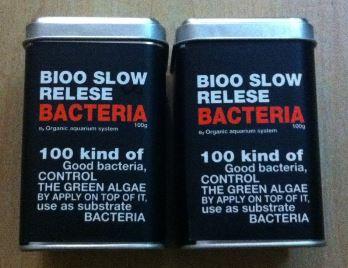 BIOO SLOW
RELESE
BACTERIA
100g
Organic aquarium system
100 kind of
Good bacteria,
CONTROL
THE GREEN ALGAE
BY APPLY ON TOP OF IT,
use as substrate
BACTERIA
BIOO SLOW
RELESE
BACTERIA
100g
Organic aquarium system
100 kind of
Good bacteria,
CONTROL
THE GREEN ALGAE
BY APPLY ON TOP OF IT,
use as substrate
BACTERIA